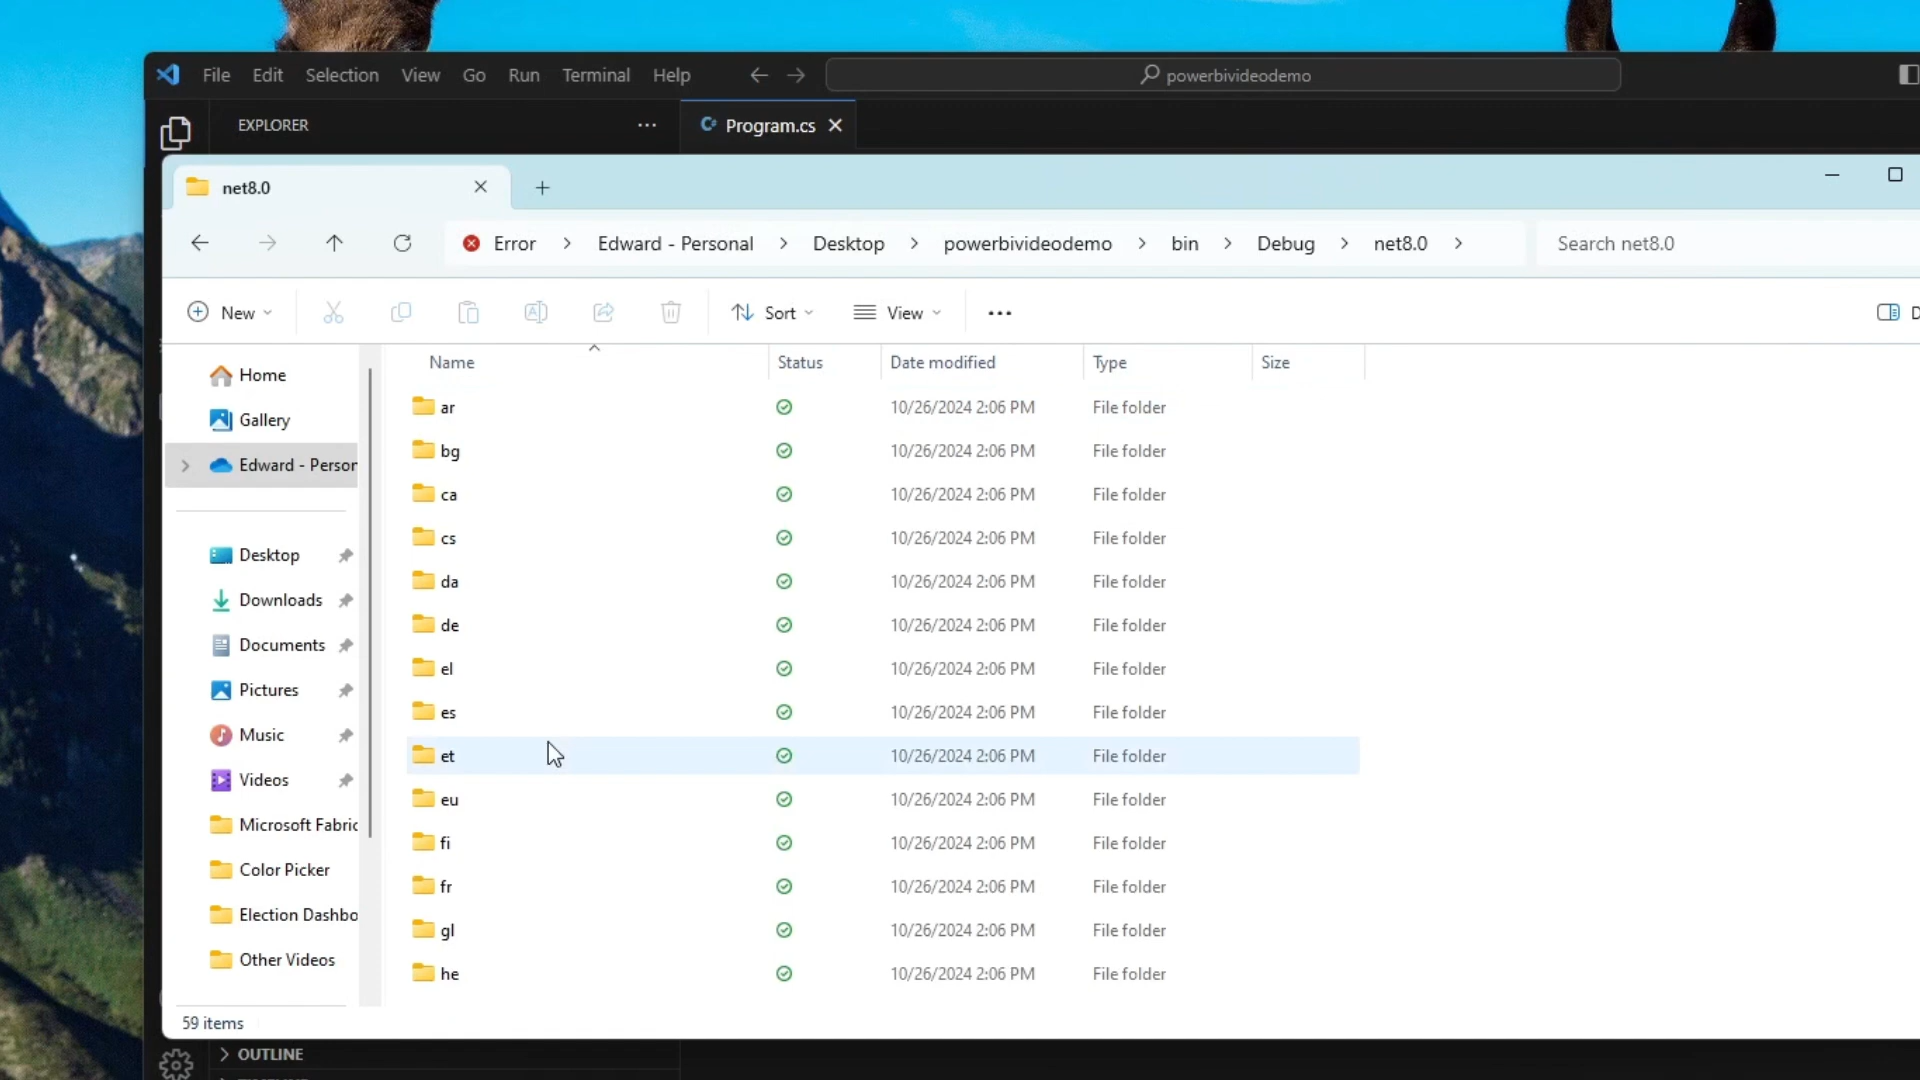 File Edit Selection View Go Run Terminal Help powerbivideodemo
EXPLORER Program.cs
net8.0
Error Edward - Personal Desktop powerbivideodemo bin Debug net8.0 Search net8.0
New Sort View D
Name Status Date modified Type Size
Home
Gallery
Edward - Person
Desktop
Downloads
Documents
Pictures
Music
Videos
Microsoft Fabric
Color Picker
Election Dashbo
Other Videos
ar 10/26/2024 2:06 PM File folder
bg 10/26/2024 2:06 PM File folder
ca 10/26/2024 2:06 PM File folder
cs 10/26/2024 2:06 PM File folder
da 10/26/2024 2:06 PM File folder
de 10/26/2024 2:06 PM File folder
el 10/26/2024 2:06 PM File folder
es 10/26/2024 2:06 PM File folder
et 10/26/2024 2:06 PM File folder
eu 10/26/2024 2:06 PM File folder
fi 10/26/2024 2:06 PM File folder
fr 10/26/2024 2:06 PM File folder
gl 10/26/2024 2:06 PM File folder
he 10/26/2024 2:06 PM File folder
59 items
OUTLINE